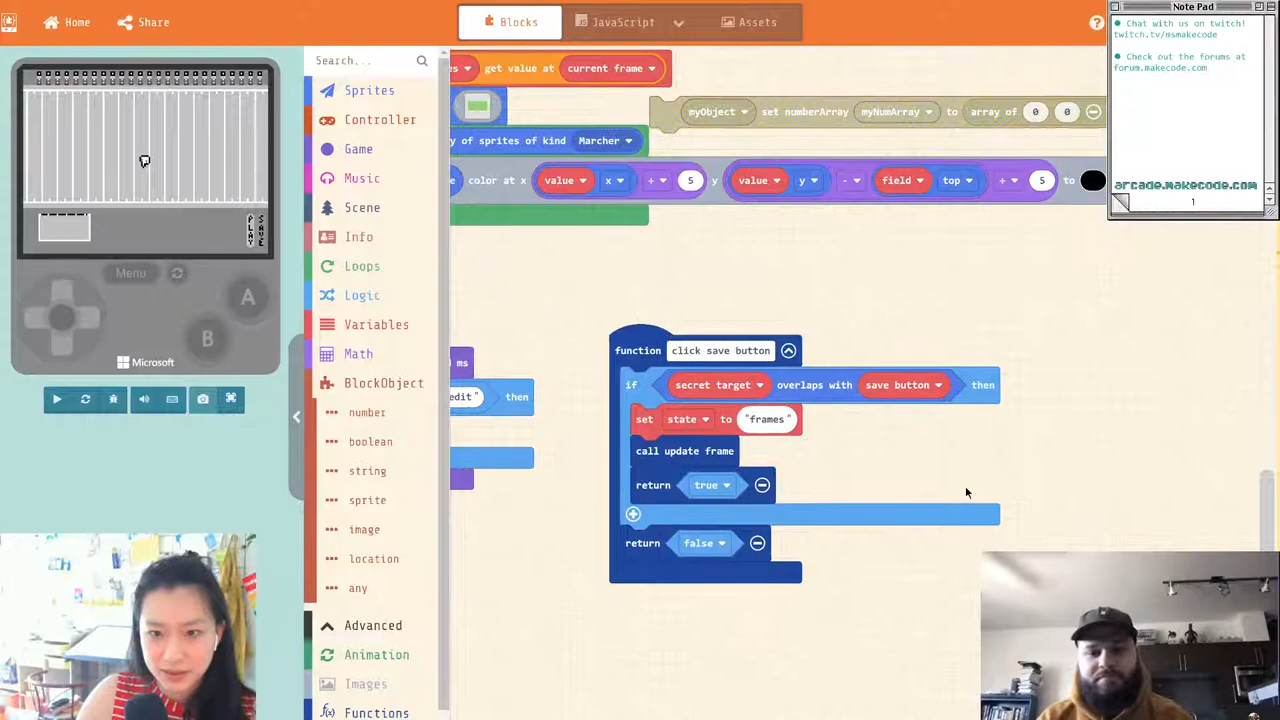 Home
Share
Blocks
JavaScript
Assets
?
Note Pad
Chat with us on twitch!
twitch.tv/msmakecode
Check out the forums at
forum.makecode.com
arcade.makecode.com
1
PLAY
SAVE
Menu
A
B
Microsoft
Search...
Sprites
Controller
Game
Music
Scene
Info
Loops
Logic
Variables
Math
BlockObject
number
boolean
string
sprite
image
location
any
Advanced
Animation
Images
Functions
get value at current frame
myObject set numberArray myNumArray to array of 0 0
y of sprites of kind Marcher
color at x value x ÷ 5 y value y - field top ÷ 5 to
ms
edit" then
function click save button
if secret target overlaps with save button then
set state to "frames"
call update frame
return true
return false